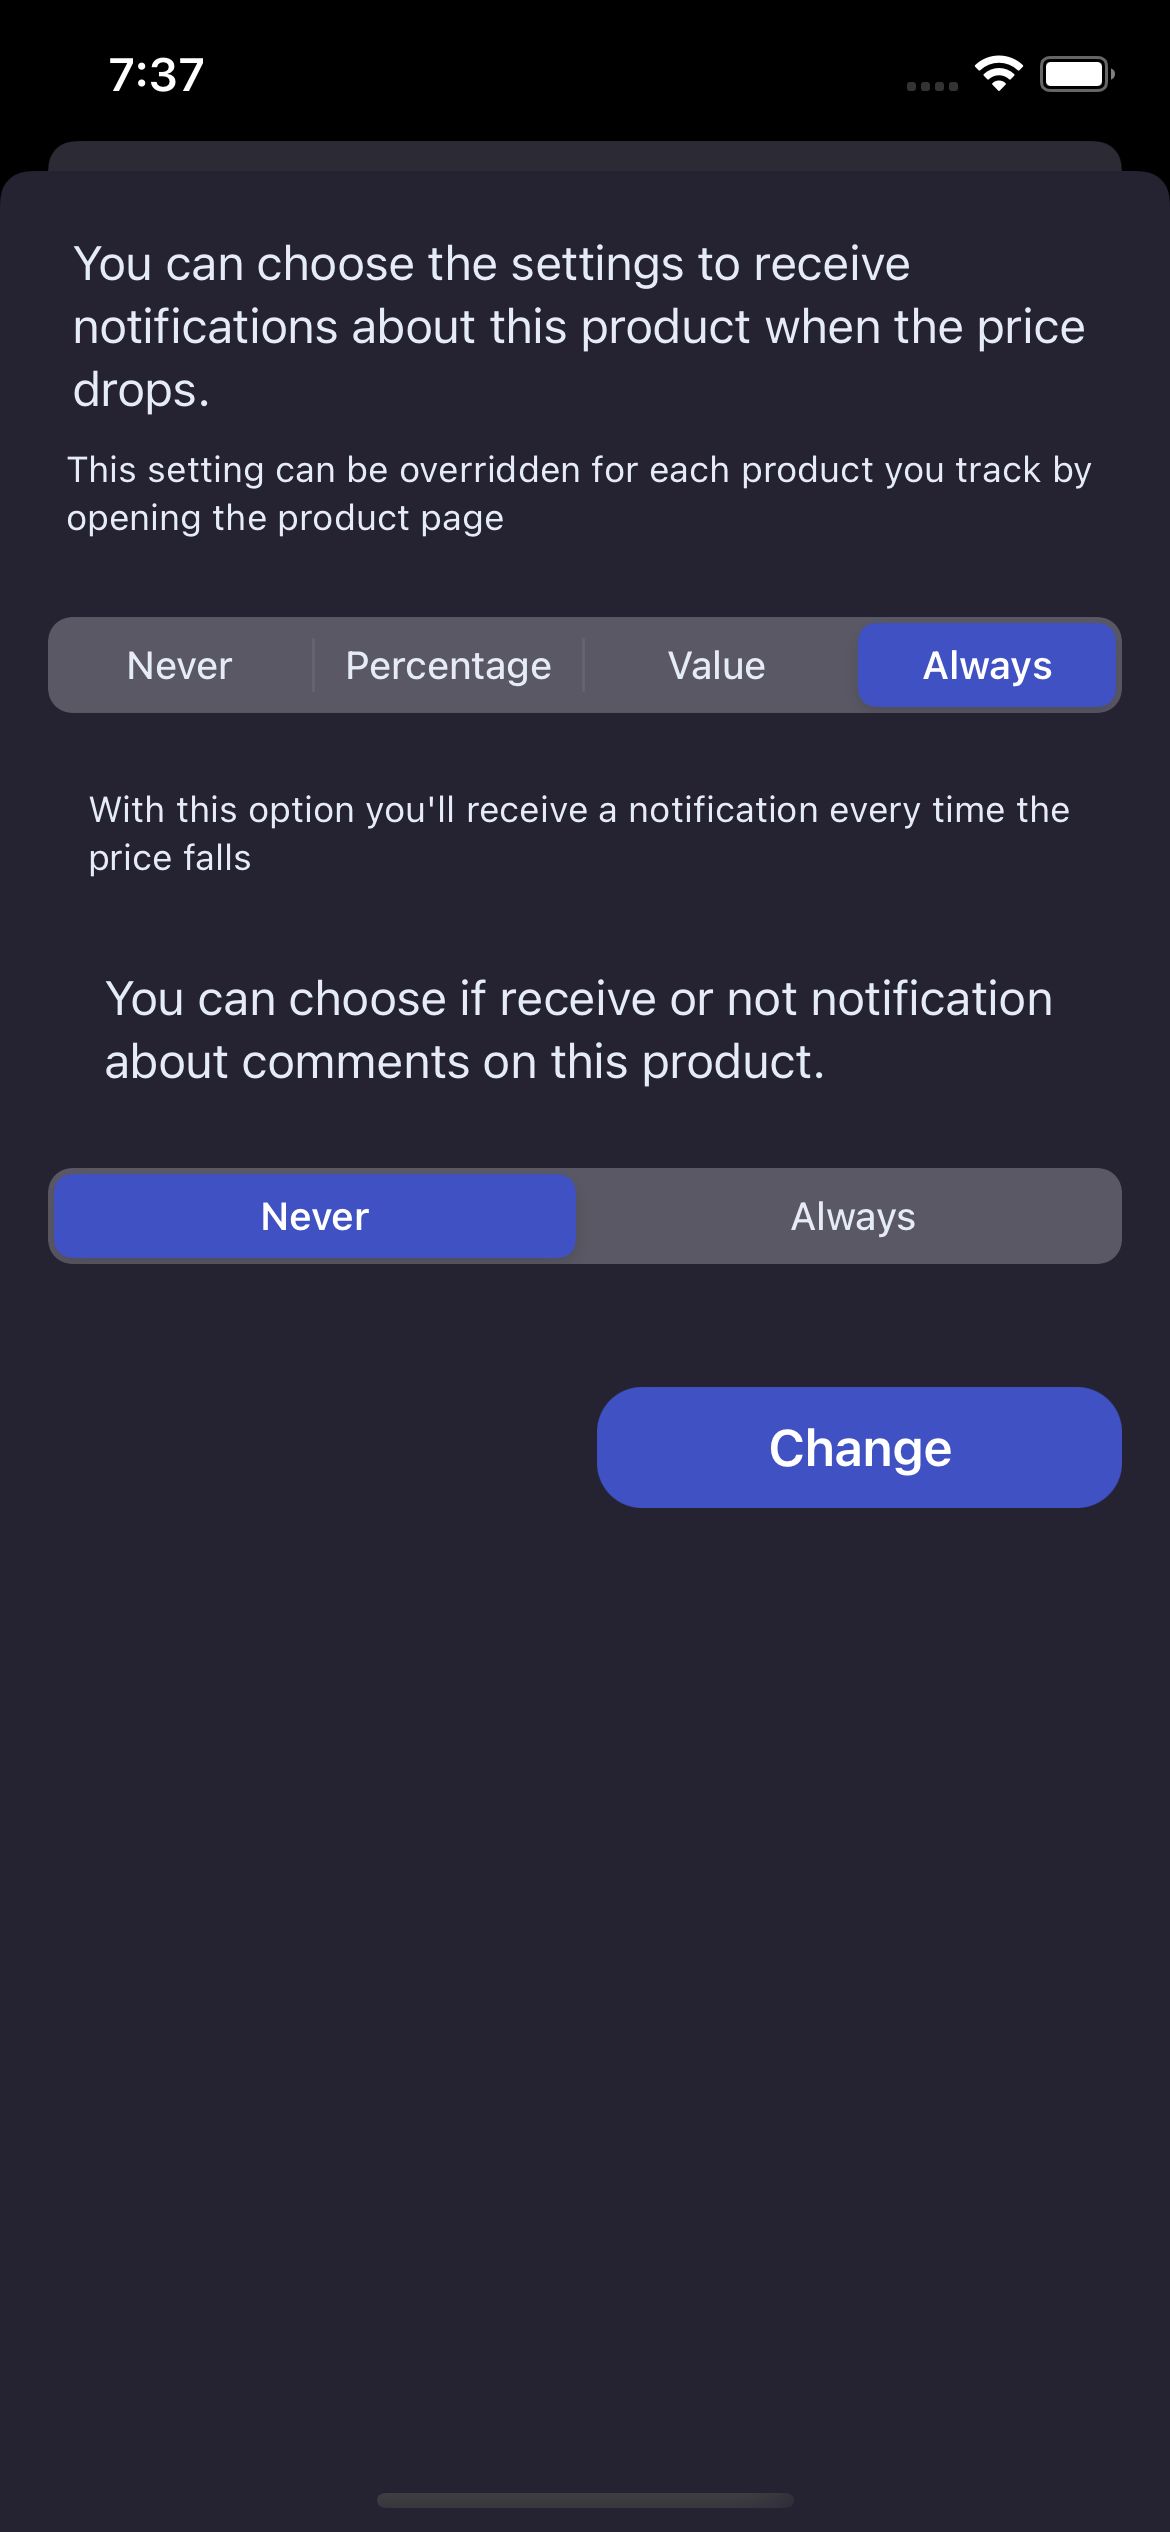 7:37
You can choose the settings to receive
notifications about this product when the price
drops.
This setting can be overridden for each product you track by
opening the product page
Never Percentage Value Always
With this option you'll receive a notification every time the
price falls
You can choose if receive or not notification
about comments on this product.
Never Always
Change